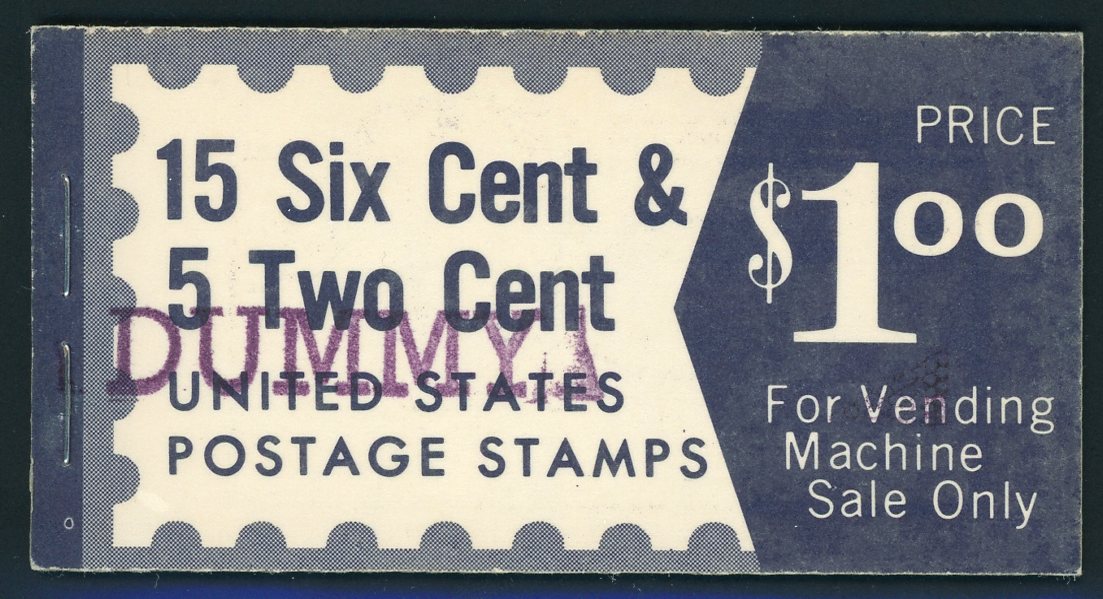 15 Six Cent &
5 Two Cent
DUMMY
UNITED STATES
POSTAGE STAMPS
PRICE
$1.00
For Vending
Machine
Sale Only